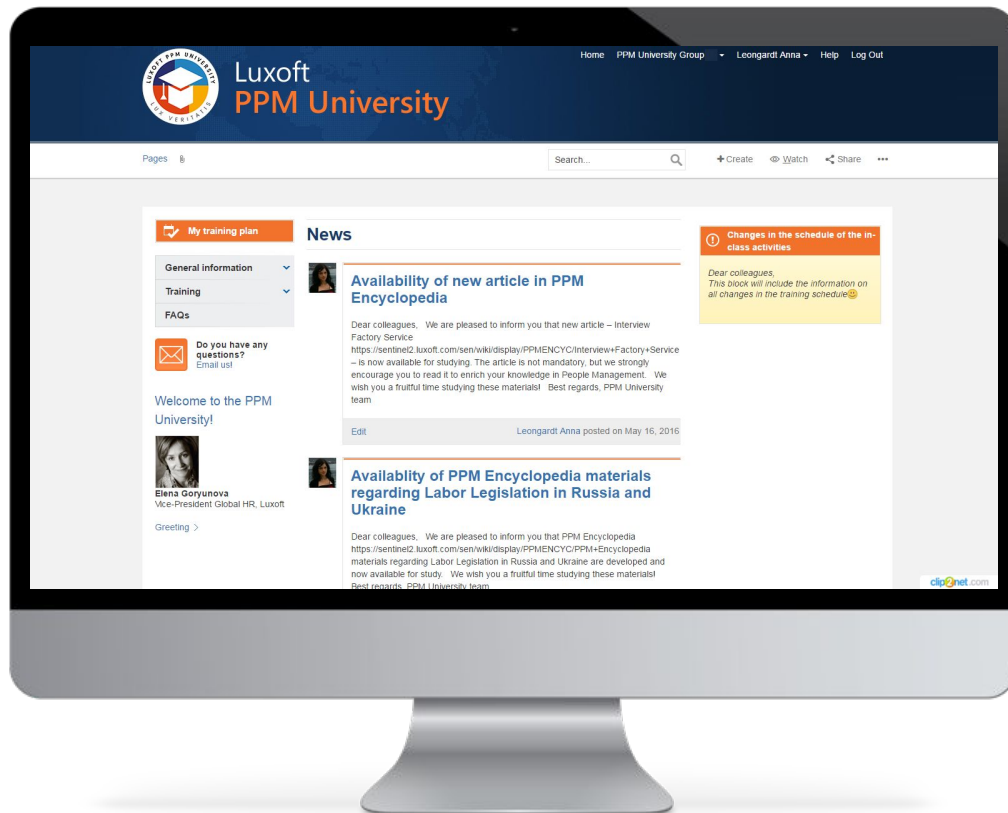 LUXOFT PPM UNIVERSITY
LUX VERITATIS
Luxoft
PPM University
Home PPM University Group Leongardt Anna Help Log Out
Pages
Search...
Create Watch Share
My training plan
General information
Training
FAQs
Do you have any
questions?
Email us!
Welcome to the PPM
University!
Elena Goryunova
Vice-President Global HR, Luxoft
Greeting >
News
Availability of new article in PPM
Encyclopedia
Dear colleagues, We are pleased to inform you that new article – Interview
Factory Service
https://sentinel2.luxoft.com/sen/wiki/display/PPMENCYC/Interview+Factory+Service
– is now available for studying. The article is not mandatory, but we strongly
encourage you to read it to enrich your knowledge in People Management. We
wish you a fruitful time studying these materials! Best regards, PPM University
team
Edit Leongardt Anna posted on May 16, 2016
Availablity of PPM Encyclopedia materials
regarding Labor Legislation in Russia and
Ukraine
Dear colleagues, We are pleased to inform you that PPM Encyclopedia
https://sentinel2.luxoft.com/sen/wiki/display/PPMENCYC/PPM+Encyclopedia
materials regarding Labor Legislation in Russia and Ukraine are developed and
now available for study. We wish you a fruitful time studying these materials!
Best regards, PPM University team
Changes in the schedule of the in-
class activities
Dear colleagues,
This block will include the information on
all changes in the training schedule
clip2net.com